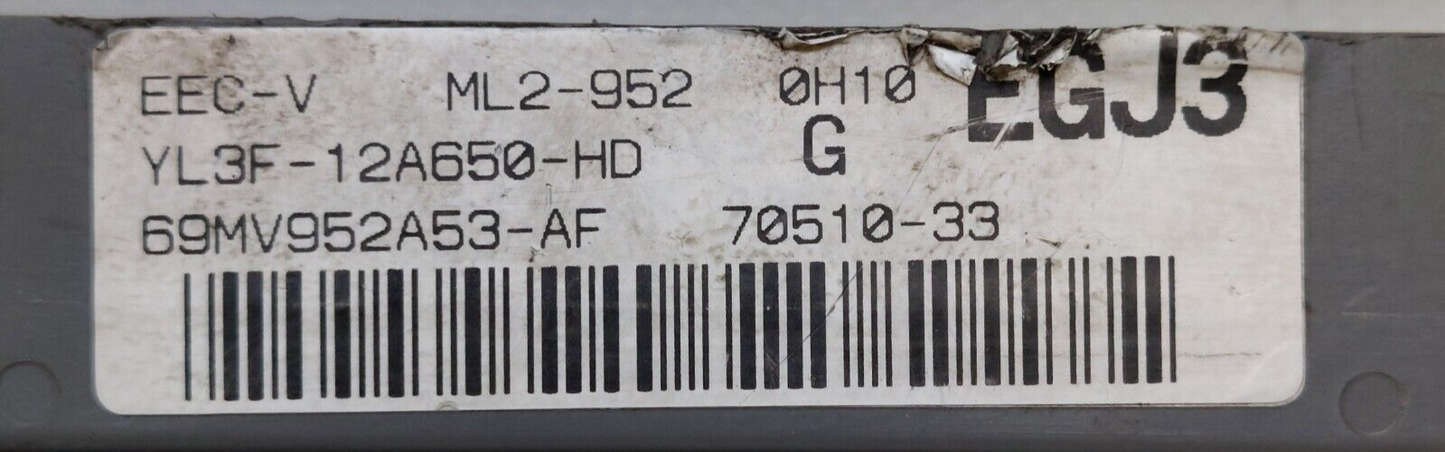 EEC-V ML2-952 0H10 EGJ3
YL3F-12A650-HD G
69MV952A53-AF 70510-33